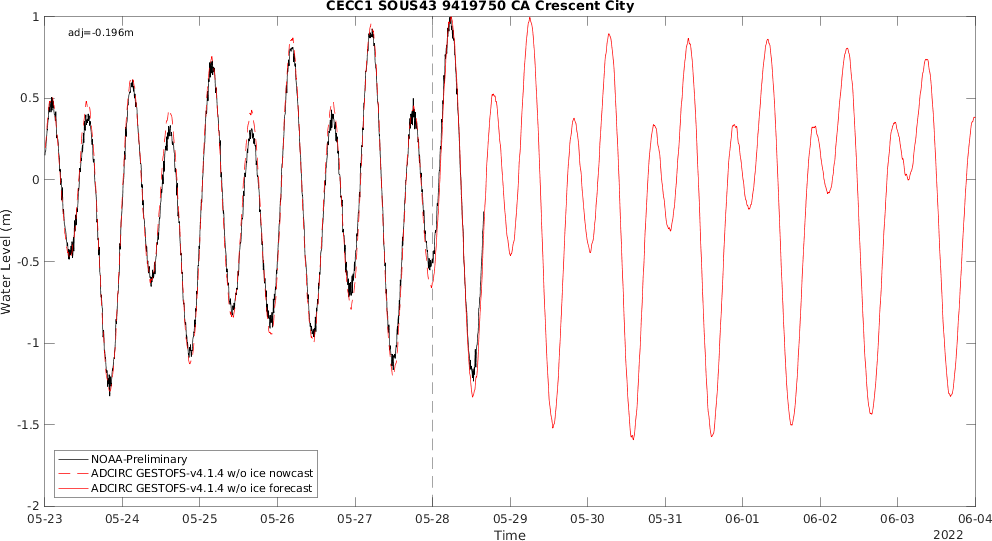 CECC1 SOUS43 9419750 CA Crescent City
adj=-0.196m
1
0.5
0
-0.5
-1
-1.5
-2
Water Level (m)
NOAA-Preliminary
ADCIRC GESTOFS-v4.1.4 w/o ice nowcast
ADCIRC GESTOFS-v4.1.4 w/o ice forecast
05-23 05-24 05-25 05-26 05-27 05-28 05-29 05-30 05-31 06-01 06-02 06-03 06-04
Time
2022